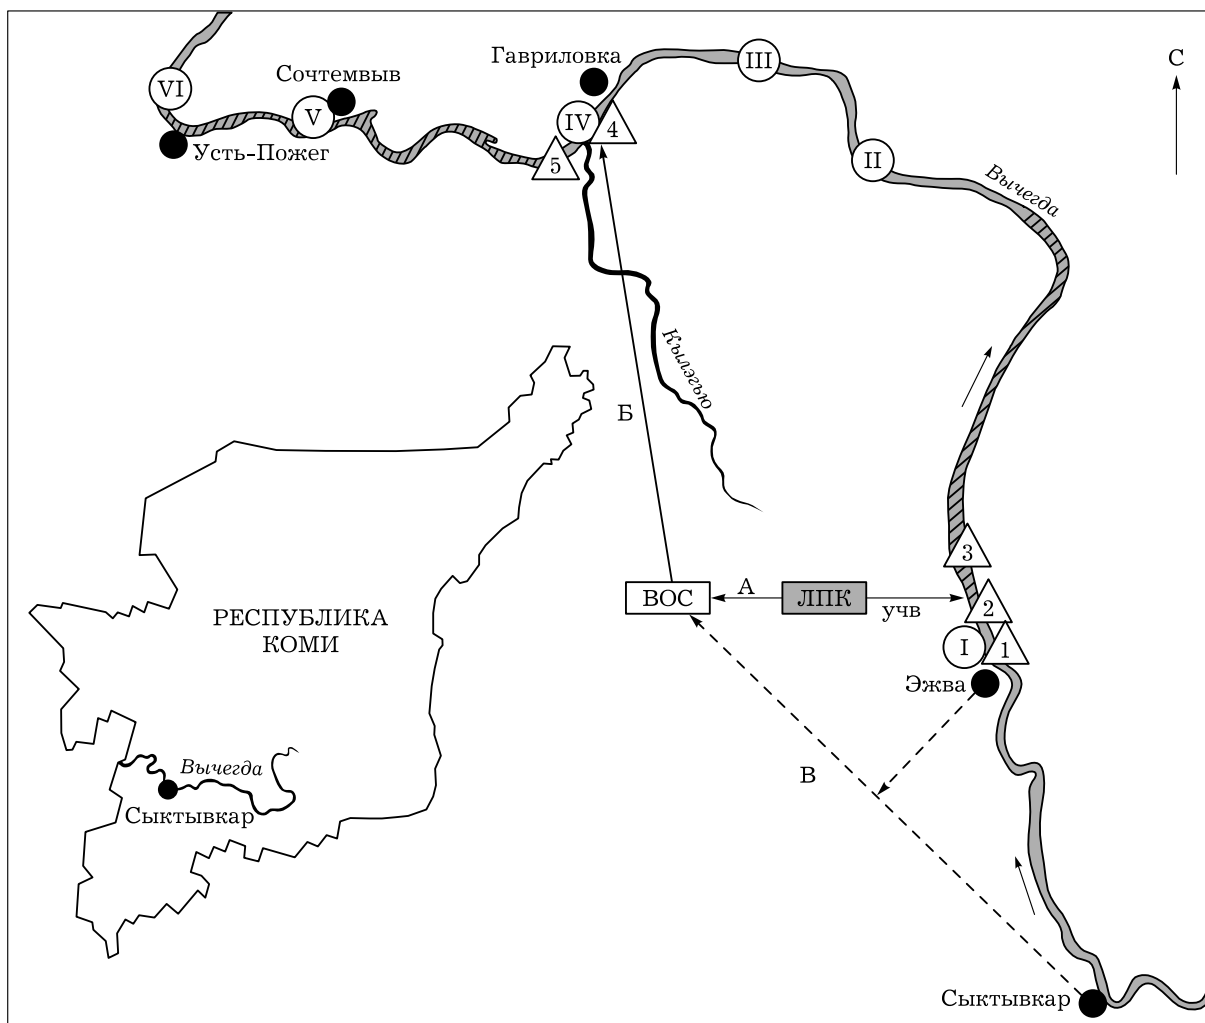 С
Гавриловка
III
VI
Сочтемвыв
V
IV
4
Усть-Пожег
5
II
Вычегда
Кылэгъю
Б
3
РЕСПУБЛИКА
КОМИ
ВОС
А
ЛПК
учв
2
I
1
Эжва
Вычегда
В
Сыктывкар
Сыктывкар